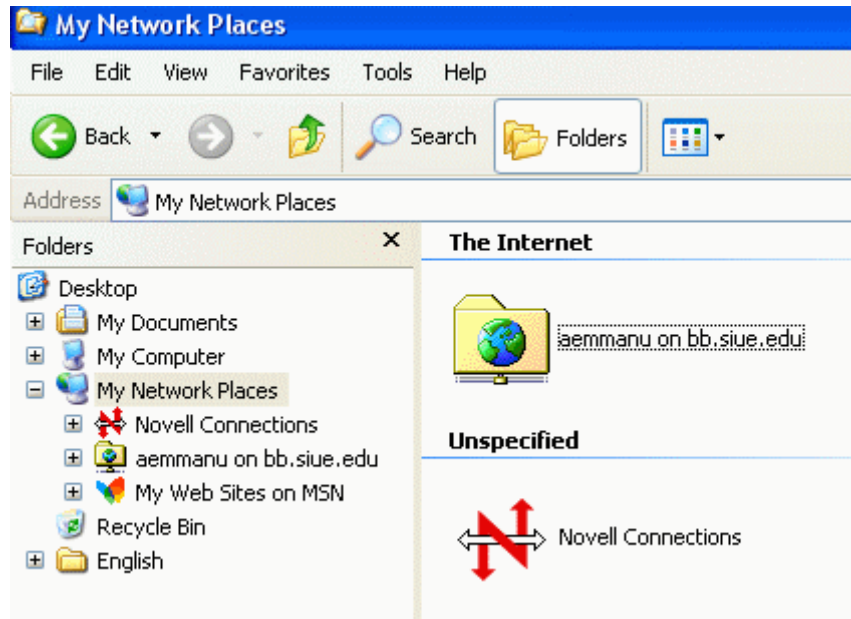 My Network Places
File Edit View Favorites Tools Help
Back Search Folders
Address My Network Places
Folders X
Desktop
My Documents
My Computer
My Network Places
Novell Connections
aemmanu on bb.siue.edu
My Web Sites on MSN
Recycle Bin
English
The Internet
aemmanu on bb.siue.edu
Unspecified
Novell Connections